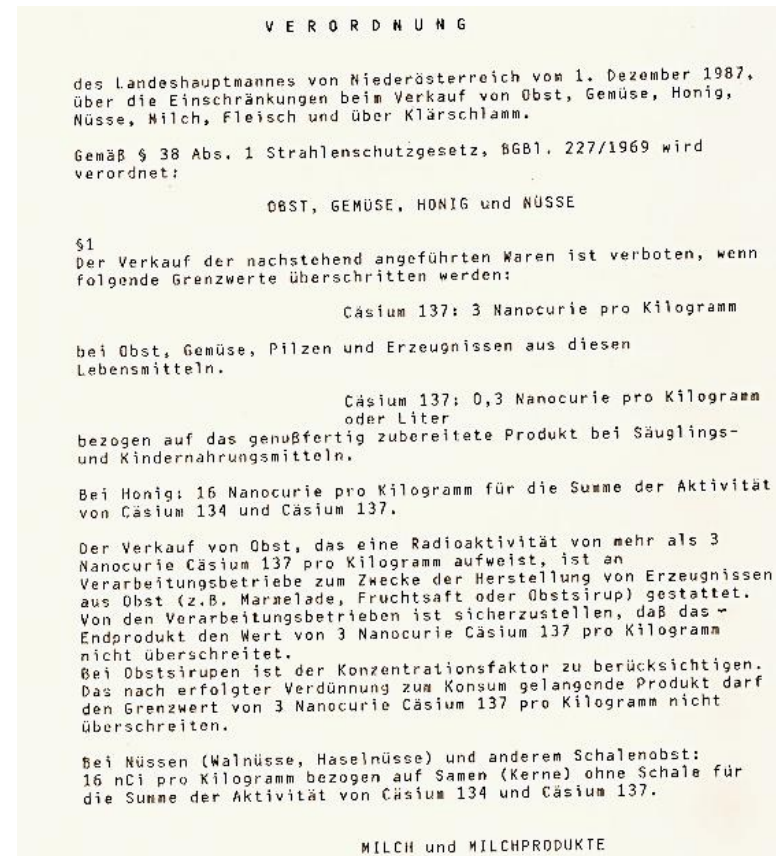 VERORDNUNG
des Landeshauptmannes von Niederösterreich vom 1. Dezember 1987,
über die Einschränkungen beim Verkauf von Obst, Gemüse, Honig,
Nüsse, Milch, Fleisch und über Klärschlamm.
Gemäß § 38 Abs. 1 Strahlenschutzgesetz, BGBl. 227/1969 wird
verordnet:
OBST, GEMÜSE, HONIG und NÜSSE
§1
Der Verkauf der nachstehend angeführten Waren ist verboten, wenn
folgende Grenzwerte überschritten werden:
Cäsium 137: 3 Nanocurie pro Kilogramm
bei Obst, Gemüse, Pilzen und Erzeugnissen aus diesen
Lebensmitteln.
Cäsium 137: 0,3 Nanocurie pro Kilogramm
oder Liter
bezogen auf das genußfertig zubereitete Produkt bei Säuglings-
und Kindernahrungsmitteln.
Bei Honig: 16 Nanocurie pro Kilogramm für die Summe der Aktivität
von Cäsium 134 und Cäsium 137.
Der Verkauf von Obst, das eine Radioaktivität von mehr als 3
Nanocurie Cäsium 137 pro Kilogramm aufweist, ist an
Verarbeitungsbetriebe zum Zwecke der Herstellung von Erzeugnissen
aus Obst (z.B. Marmelade, Fruchtsaft oder Obstsirup) gestattet.
Von den Verarbeitungsbetrieben ist sicherzustellen, daß das
Endprodukt den Wert von 3 Nanocurie Cäsium 137 pro Kilogramm
nicht überschreitet.
Bei Obstsirupen ist der Konzentrationsfaktor zu berücksichtigen.
Das nach erfolgter Verdünnung zum Konsum gelangende Produkt darf
den Grenzwert von 3 Nanocurie Cäsium 137 pro Kilogramm nicht
überschreiten.
Bei Nüssen (Walnüsse, Haselnüsse) und anderem Schalenobst:
16 nCi pro Kilogramm bezogen auf Samen (Kerne) ohne Schale für
die Summe der Aktivität von Cäsium 134 und Cäsium 137.
MILCH und MILCHPRODUKTE